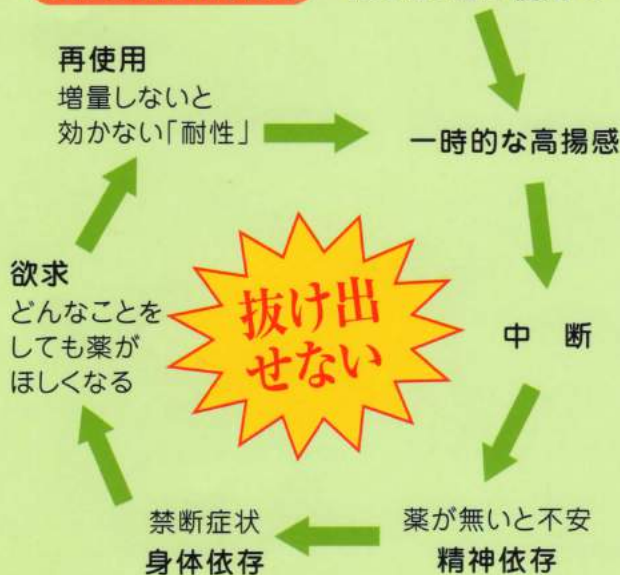 再使用
増量しないと
効かない「耐性」
一時的な高揚感
欲求
どんなことを
しても薬が
ほしくなる
抜け出
せない
中　断
禁断症状
身体依存
薬が無いと不安
精神依存